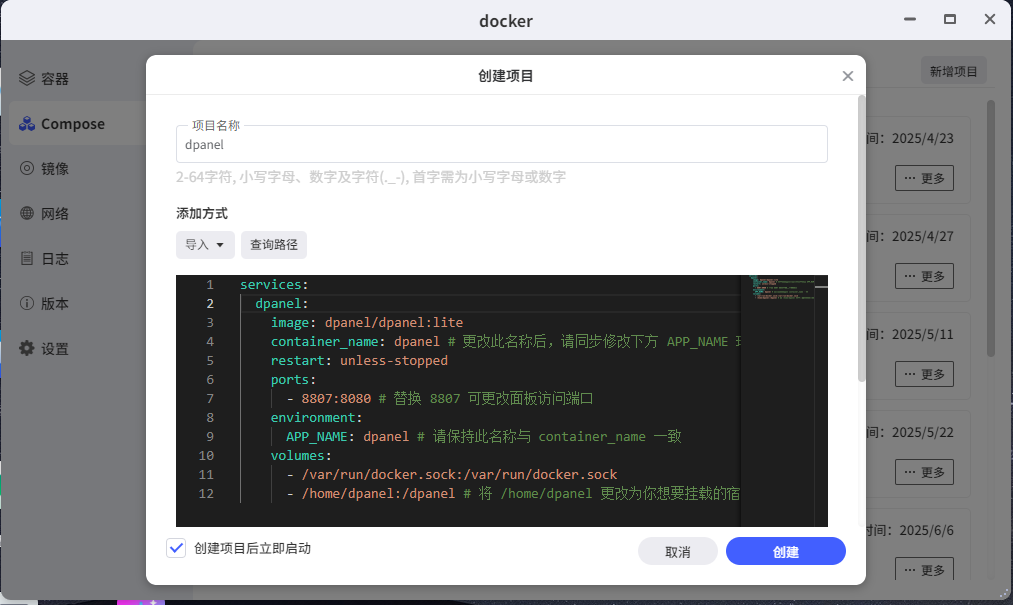 docker
容器
Compose
镜像
网络
日志
版本
设置
新增项目
创建项目
项目名称
dpanel
2-64字符, 小写字母、数字及字符(._-), 首字需为小写字母或数字
添加方式
导入
查询路径
1 services:
2 dpanel:
3 image: dpanel/dpanel:lite
4 container_name: dpanel # 更改此名称后，请同步修改下方 APP_NAME
5 restart: unless-stopped
6 ports:
7 - 8807:8080 # 替换 8807 可更改面板访问端口
8 environment:
9 APP_NAME: dpanel # 请保持此名称与 container_name 一致
10 volumes:
11 - /var/run/docker.sock:/var/run/docker.sock
12 - /home/dpanel:/dpanel # 将 /home/dpanel 更改为你想要挂载的宿
创建项目后立即启动
取消
创建
间：2025/4/23
··· 更多
间：2025/4/27
··· 更多
间：2025/5/11
··· 更多
间：2025/5/22
··· 更多
时间：2025/6/6
··· 更多